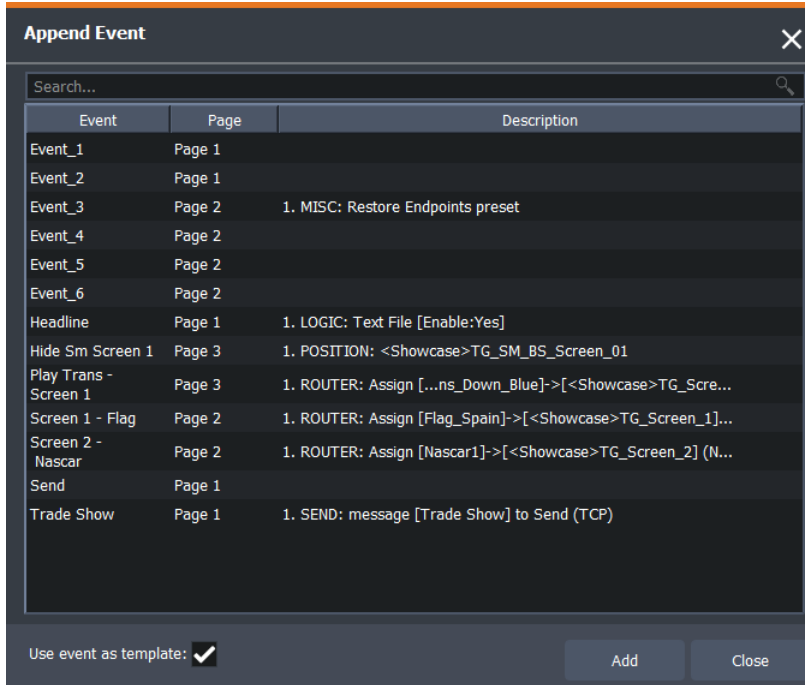 Append Event
Search...
Event Page Description
Event_1 Page 1
Event_2 Page 1
Event_3 Page 2 1. MISC: Restore Endpoints preset
Event_4 Page 2
Event_5 Page 2
Event_6 Page 2
Headline Page 1 1. LOGIC: Text File [Enable:Yes]
Hide Sm Screen 1 Page 3 1. POSITION: <Showcase>TG_SM_BS_Screen_01
Play Trans -
Screen 1 Page 3 1. ROUTER: Assign [...ns_Down_Blue]->[<Showcase>TG_Scre...
Screen 1 - Flag Page 2 1. ROUTER: Assign [Flag_Spain]->[<Showcase>TG_Screen_1]...
Screen 2 -
Nascar Page 2 1. ROUTER: Assign [Nascar1]->[<Showcase>TG_Screen_2] (N...
Send Page 1
Trade Show Page 1 1. SEND: message [Trade Show] to Send (TCP)
Use event as template:
Add Close